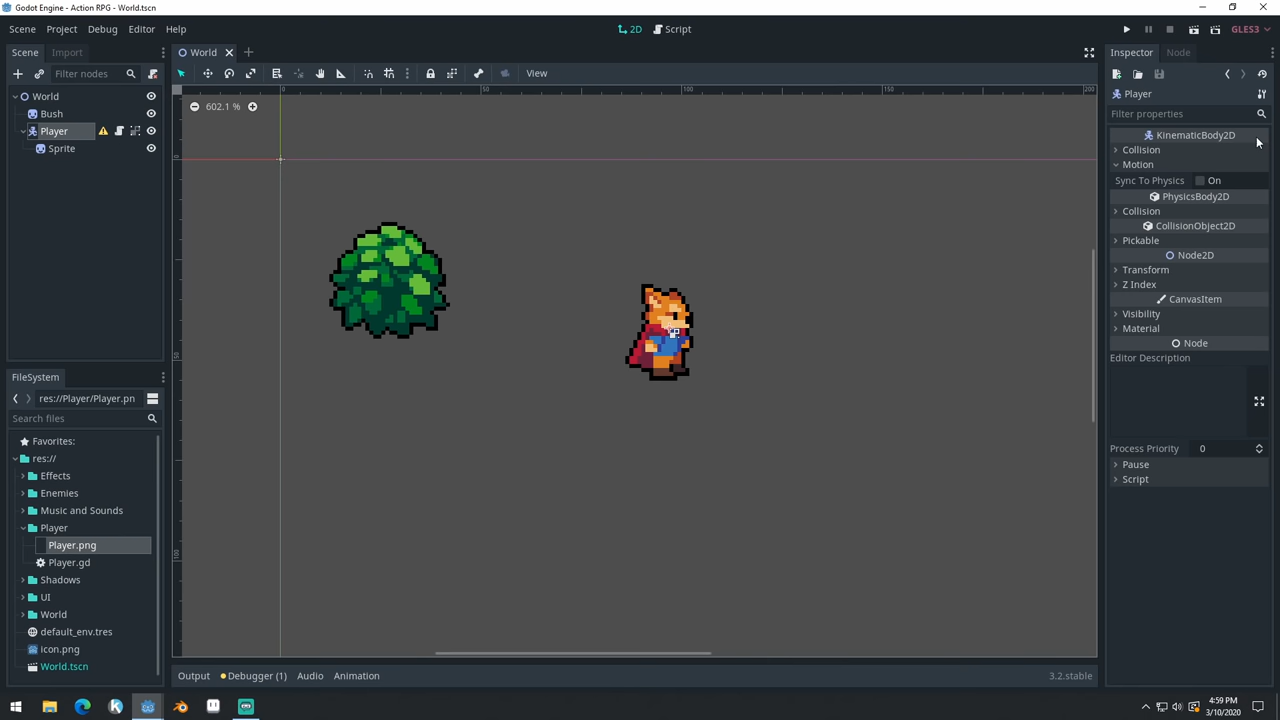 Godot Engine - Action RPG - World.tscn
Scene Project Debug Editor Help
2D Script
GLES3
Scene Import
World
Inspector Node
Filter nodes
View
World
Bush
Player
Sprite
602.1 %
0 50 100 150 200
0
50
100
Player
Filter properties
KinematicBody2D
Collision
Motion
Sync To Physics On
PhysicsBody2D
Collision
CollisionObject2D
Pickable
Node2D
Transform
Z Index
CanvasItem
Visibility
Material
Node
Editor Description
Process Priority 0
Pause
Script
FileSystem
res://Player/Player.pn
Search files
Favorites:
res://
Effects
Enemies
Music and Sounds
Player
Player.png
Player.gd
Shadows
UI
World
default_env.tres
icon.png
World.tscn
Output Debugger (1) Audio Animation
3.2.stable
4:59 PM
3/10/2020